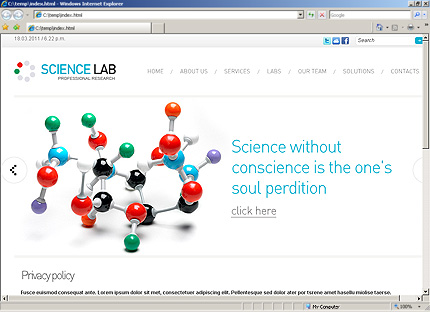 C:\temp\index.html - Windows Internet Explorer
C:\temp\index.html
Google
C:\temp\index.html
19.03.2011 / 6.22 p.m.
Search
SCIENCE LAB
PROFESSIONAL RESEARCH
HOME / ABOUT US / SERVICES / LABS / OUR TEAM / SOLUTIONS / CONTACTS
Science without
conscience is the one's
soul perdition
click here
Privacy policy
Fusce euismod consequat ante. Lorem ipsum dolor sit met, consectetuer adipiscing elit. Pellentesque sed dolor ater por tursene amet hasellu miolise taerse.
My Computer
100%